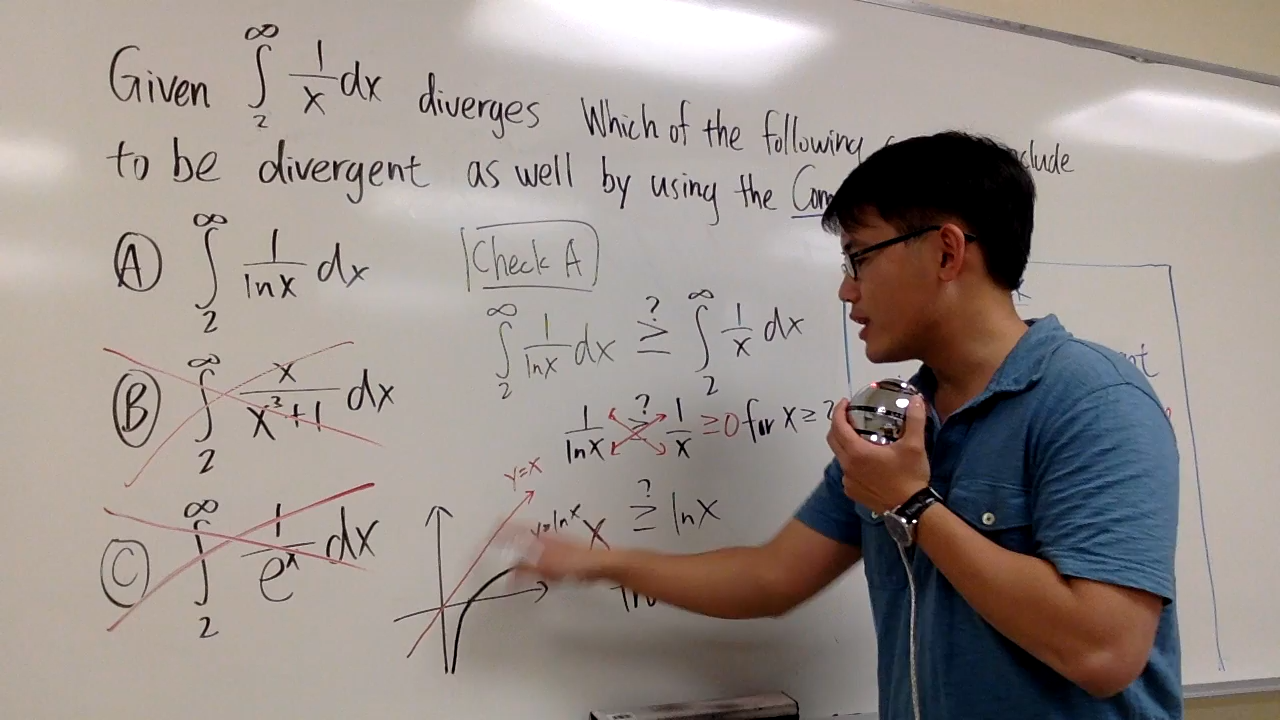 Given ∫₂^∞ 1/x dx diverges Which of the following
to be divergent as well by using the
Ⓐ ∫₂^∞ 1/lnx dx
Ⓑ ∫₂^∞ x/(x³+1) dx
Ⓒ ∫₂^∞ 1/e^x dx
Check A
∫₂^∞ 1/lnx dx ≥? ∫₂^∞ 1/x dx
1/lnx ≥? 1/x ≥0 for x ≥
x ≥? lnx
y=x
y=lnx